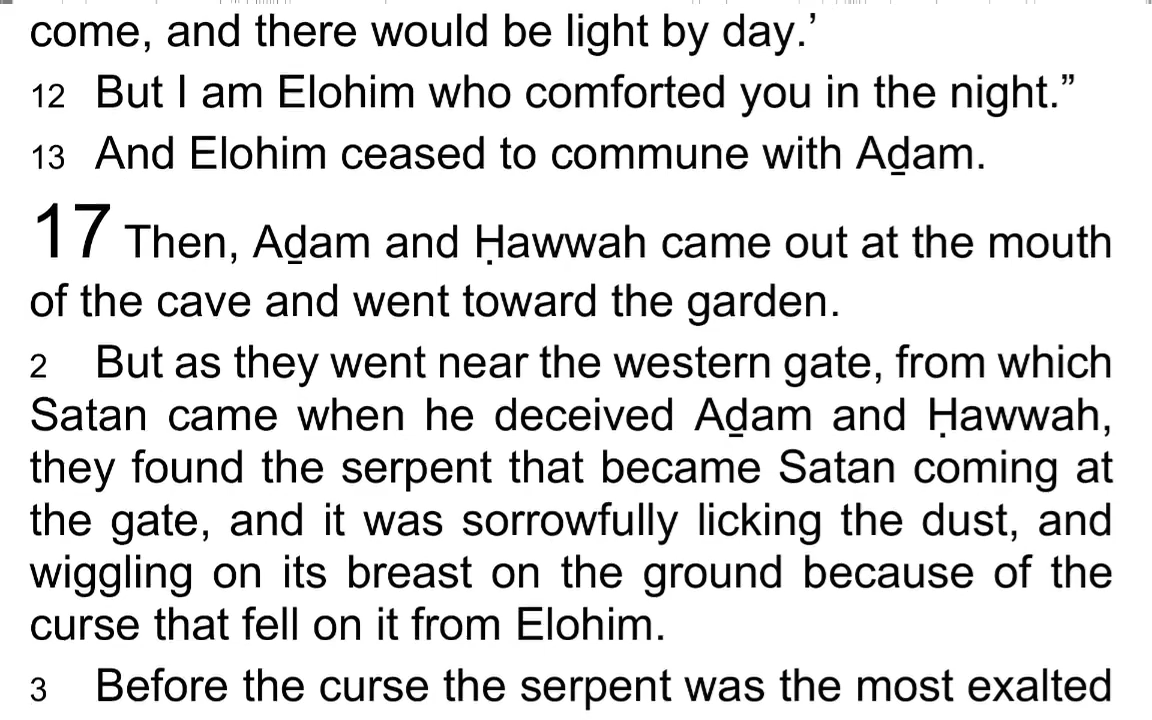 come, and there would be light by day.’
12 But I am Elohim who comforted you in the night.”
13 And Elohim ceased to commune with Aḏam.
17 Then, Aḏam and Ḥawwah came out at the mouth
of the cave and went toward the garden.
2 But as they went near the western gate, from which
Satan came when he deceived Aḏam and Ḥawwah,
they found the serpent that became Satan coming at
the gate, and it was sorrowfully licking the dust, and
wiggling on its breast on the ground because of the
curse that fell on it from Elohim.
3 Before the curse the serpent was the most exalted